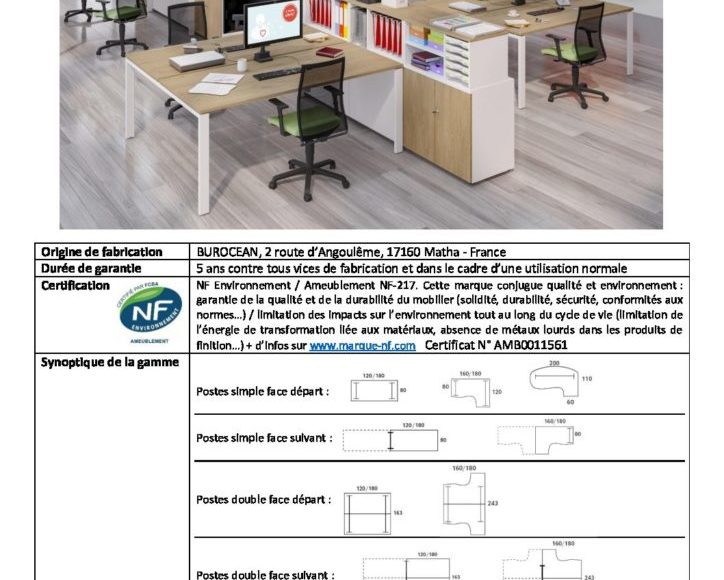 Origine de fabrication BUROCEAN, 2 route d'Angoulême, 17160 Matha - France
Durée de garantie 5 ans contre tous vices de fabrication et dans le cadre d'une utilisation normale
Certification NF Environnement / Ameublement NF-217. Cette marque conjugue qualité et environnement :
garantie de la qualité et de la durabilité du mobilier (solidité, durabilité, sécurité, conformités aux
normes...) / limitation des impacts sur l'environnement tout au long du cycle de vie (limitation de
l'énergie de transformation liée aux matériaux, absence de métaux lourds dans les produits de
finition...) + d'infos sur www.marque-nf.com Certificat N° AMB0011561
CERTIFIÉ PAR FCBA
NF
ENVIRONNEMENT
AMEUBLEMENT
Synoptique de la gamme
Postes simple face départ :
120/180
80
160/180
120
200
110
60
Postes simple face suivant :
120/180
80
160/180
80
Postes double face départ :
120/180
163
160/180
243
Postes double face suivant :
120/180
163
160/180
243